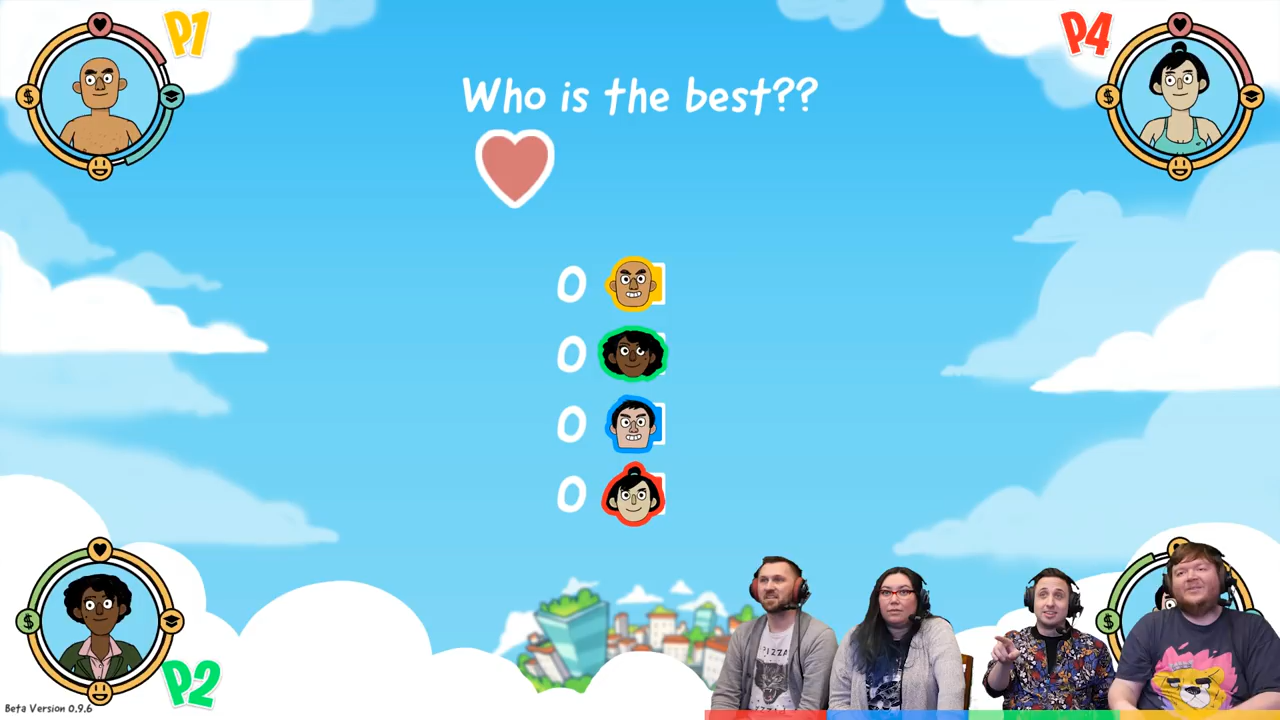 P1
P4
Who is the best??
$
$
0
0
0
0
PIZZA
$
$
P2
Beta Version 0.9.6